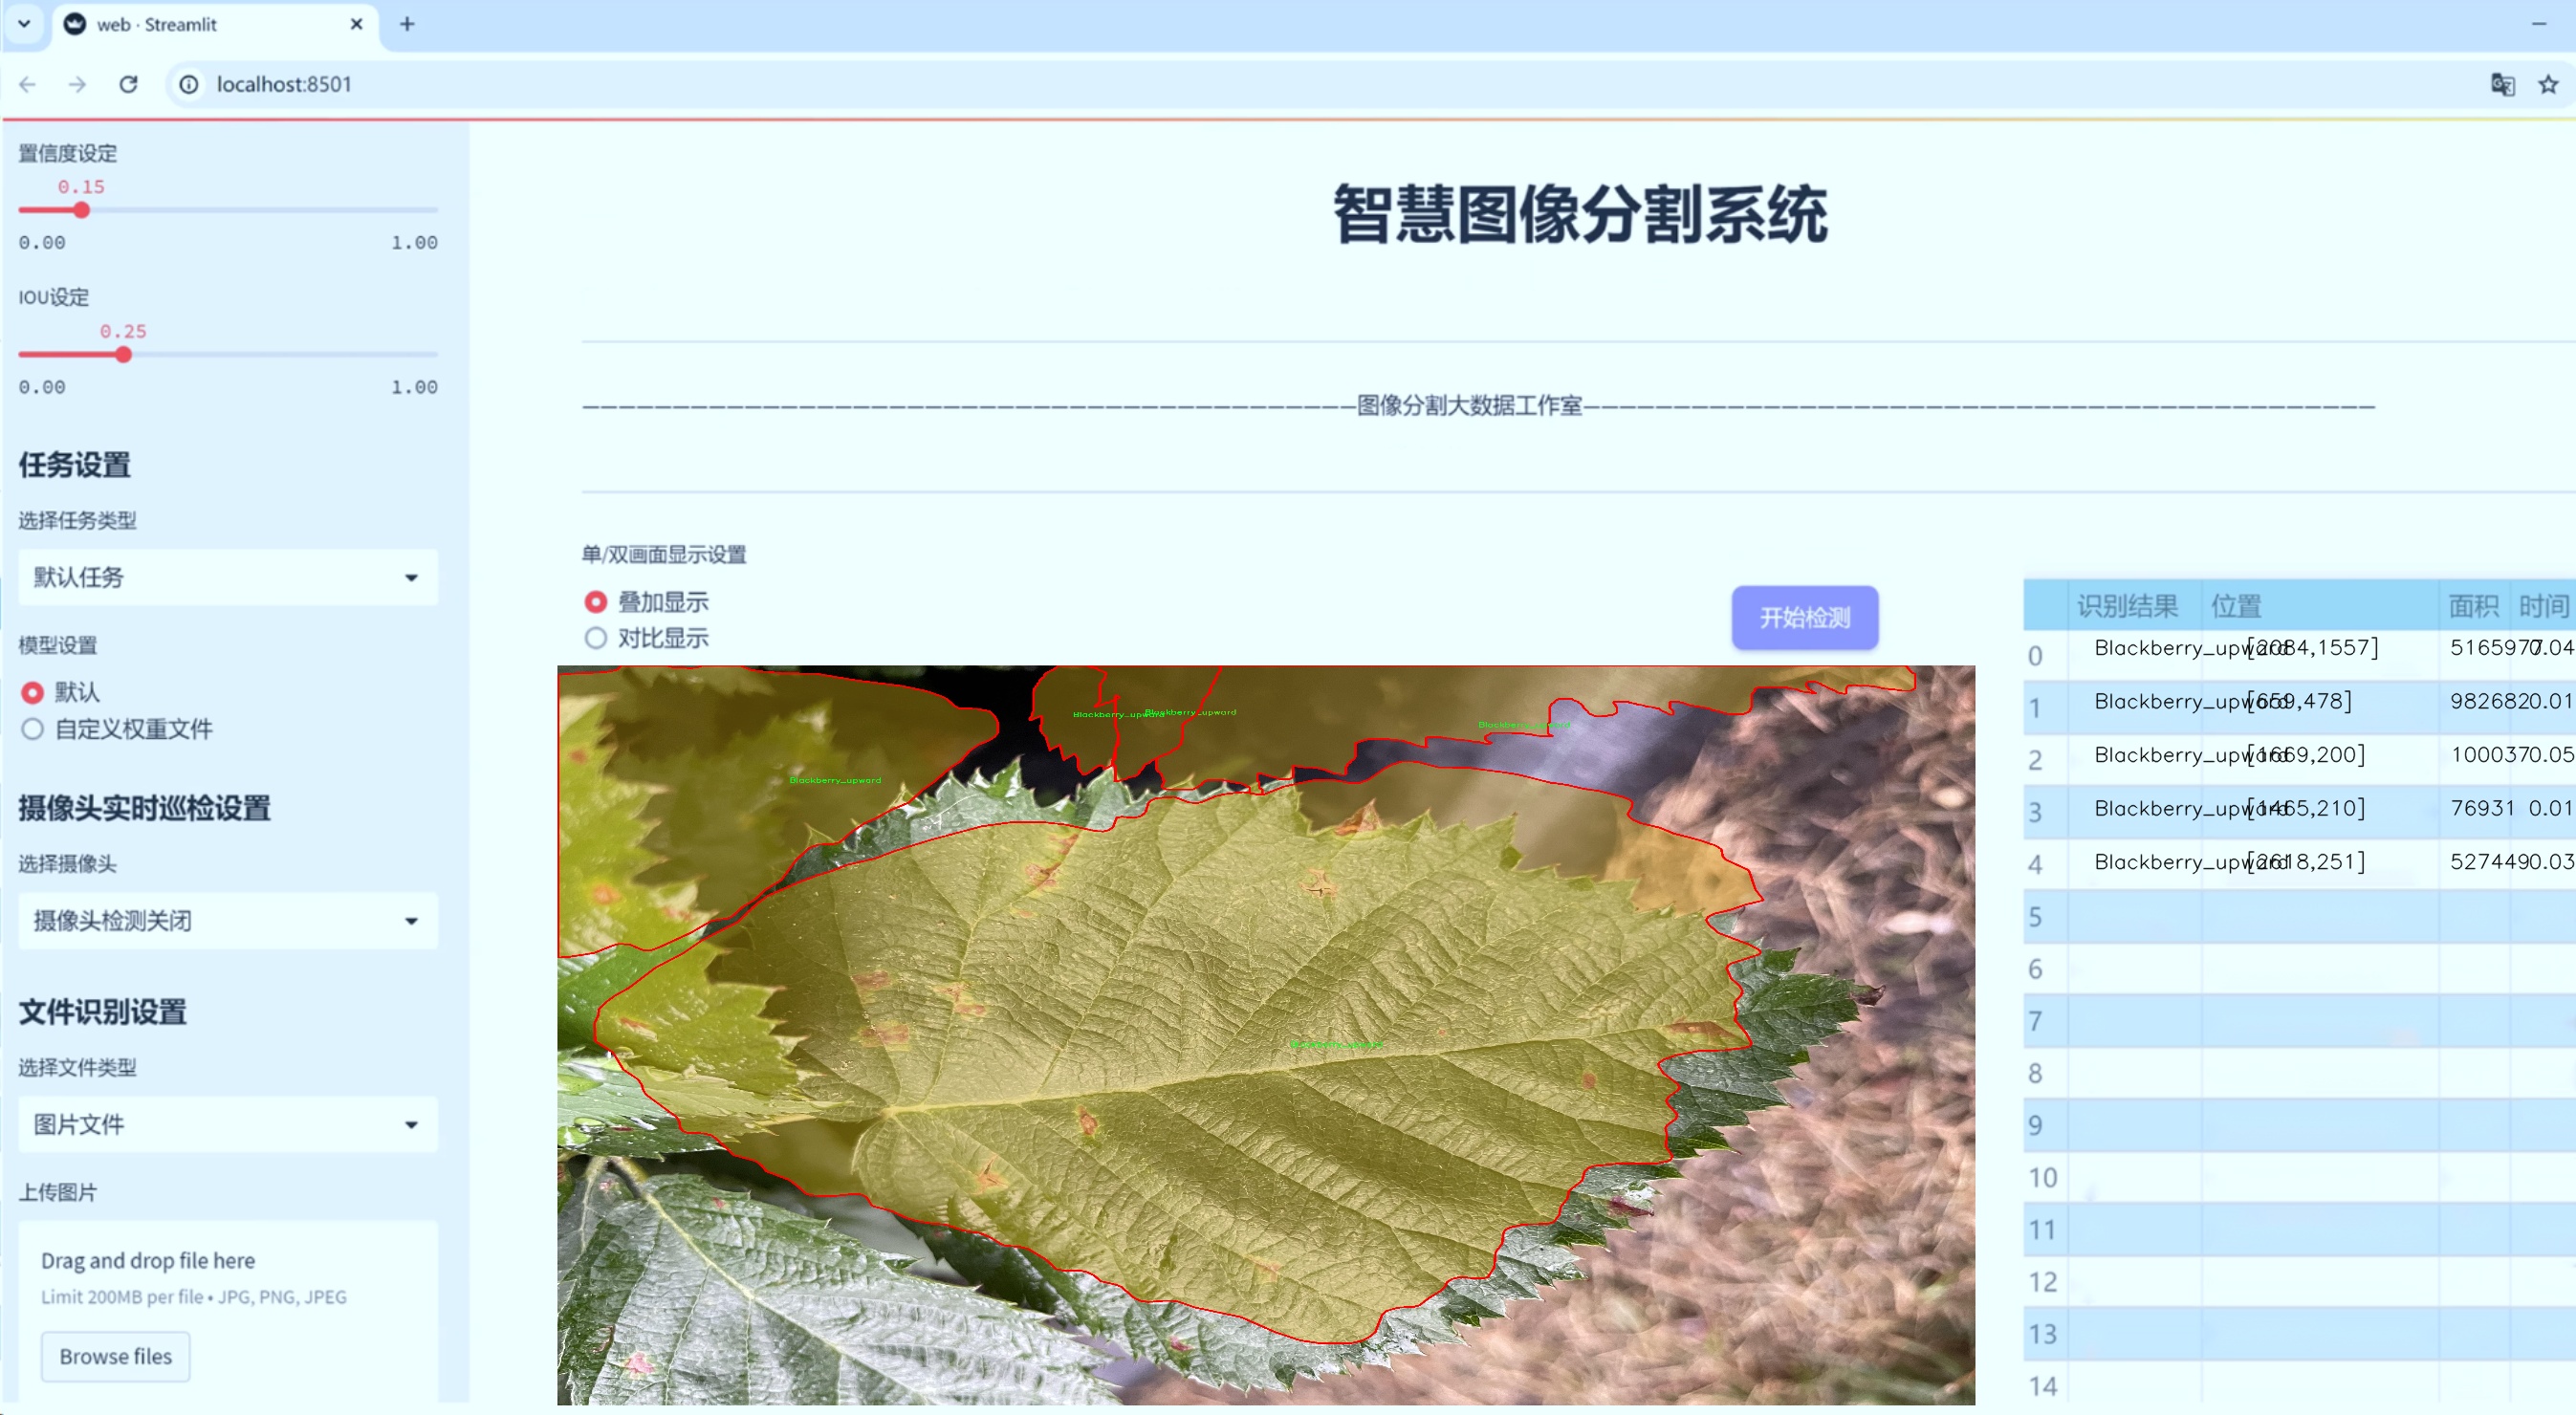 web · Streamlit
localhost:8501
置信度设定
0.15
0.00 1.00
IOU设定
0.25
0.00 1.00
任务设置
选择任务类型
默认任务
模型设置
默认
自定义权重文件
摄像头实时巡检设置
选择摄像头
摄像头检测关闭
文件识别设置
选择文件类型
图片文件
上传图片
Drag and drop file here
Limit 200MB per file • JPG, PNG, JPEG
Browse files
智慧图像分割系统
图像分割大数据工作室
单/双画面显示设置
叠加显示
对比显示
开始检测
Blackberry_upward
Blackberry_upward
Blackberry_upward
Blackberry_upward
Blackberry_upward
识别结果 位置 面积 时间
0 Blackberry_upward [2084,1557] 5165977 0.04
1 Blackberry_upward [659,478] 982682 0.01
2 Blackberry_upward [1669,200] 100037 0.05
3 Blackberry_upward [1465,210] 76931 0.01
4 Blackberry_upward [2618,251] 527449 0.03
5
6
7
8
9
10
11
12
13
14